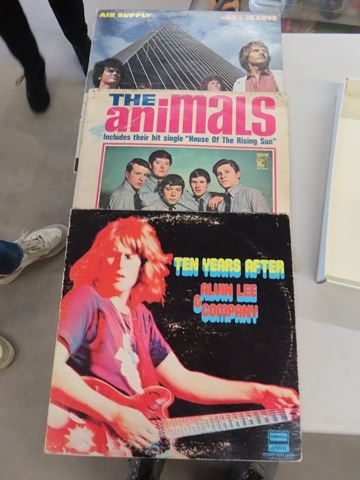 AIR SUPPLY
THE
animals
Includes their hit single "House Of The Rising Sun"
MGM
TEN YEARS AFTER
ALVIN LEE
& COMPANY